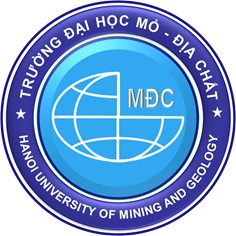 TRƯỜNG ĐẠI HỌC MỎ - ĐỊA CHẤT
MĐC
HANOI UNIVERSITY OF MINING AND GEOLOGY